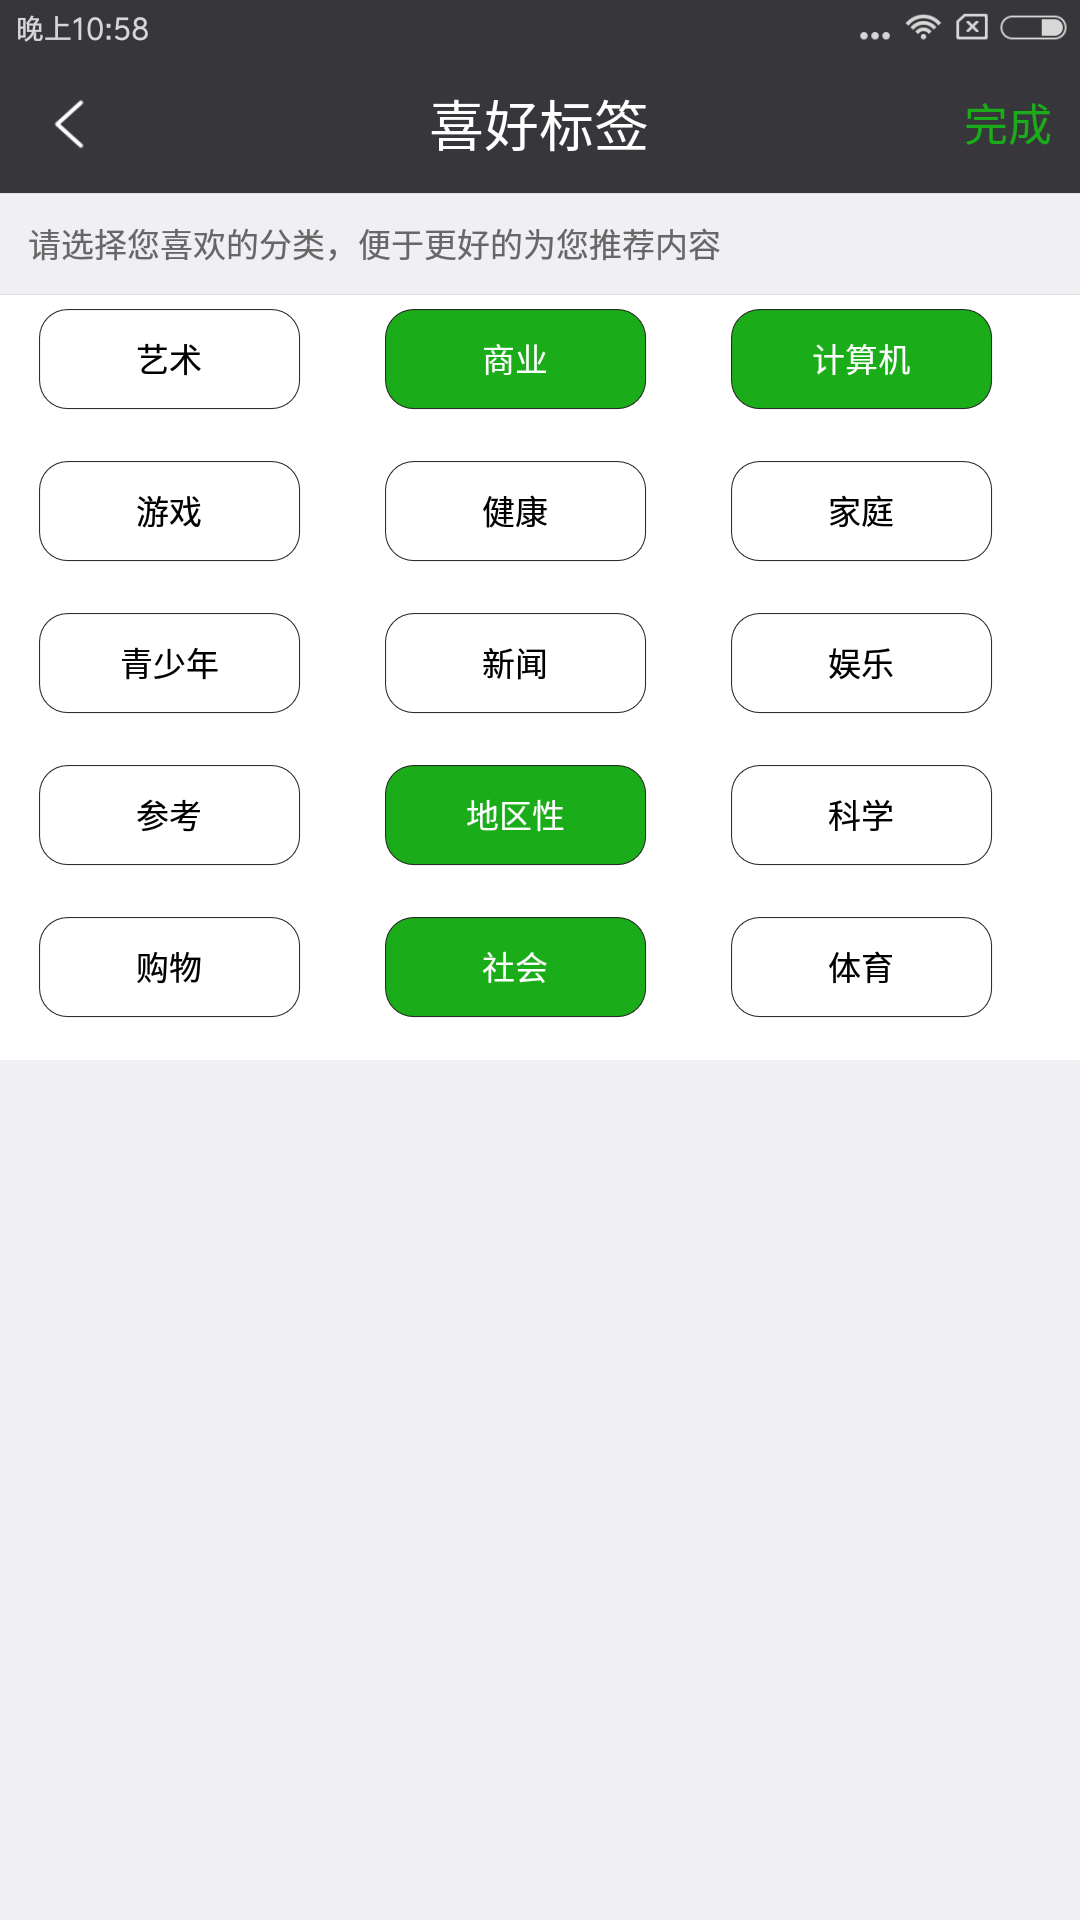 晚上10:58
喜好标签
完成
请选择您喜欢的分类，便于更好的为您推荐内容
艺术 商业 计算机
游戏 健康 家庭
青少年 新闻 娱乐
参考 地区性 科学
购物 社会 体育